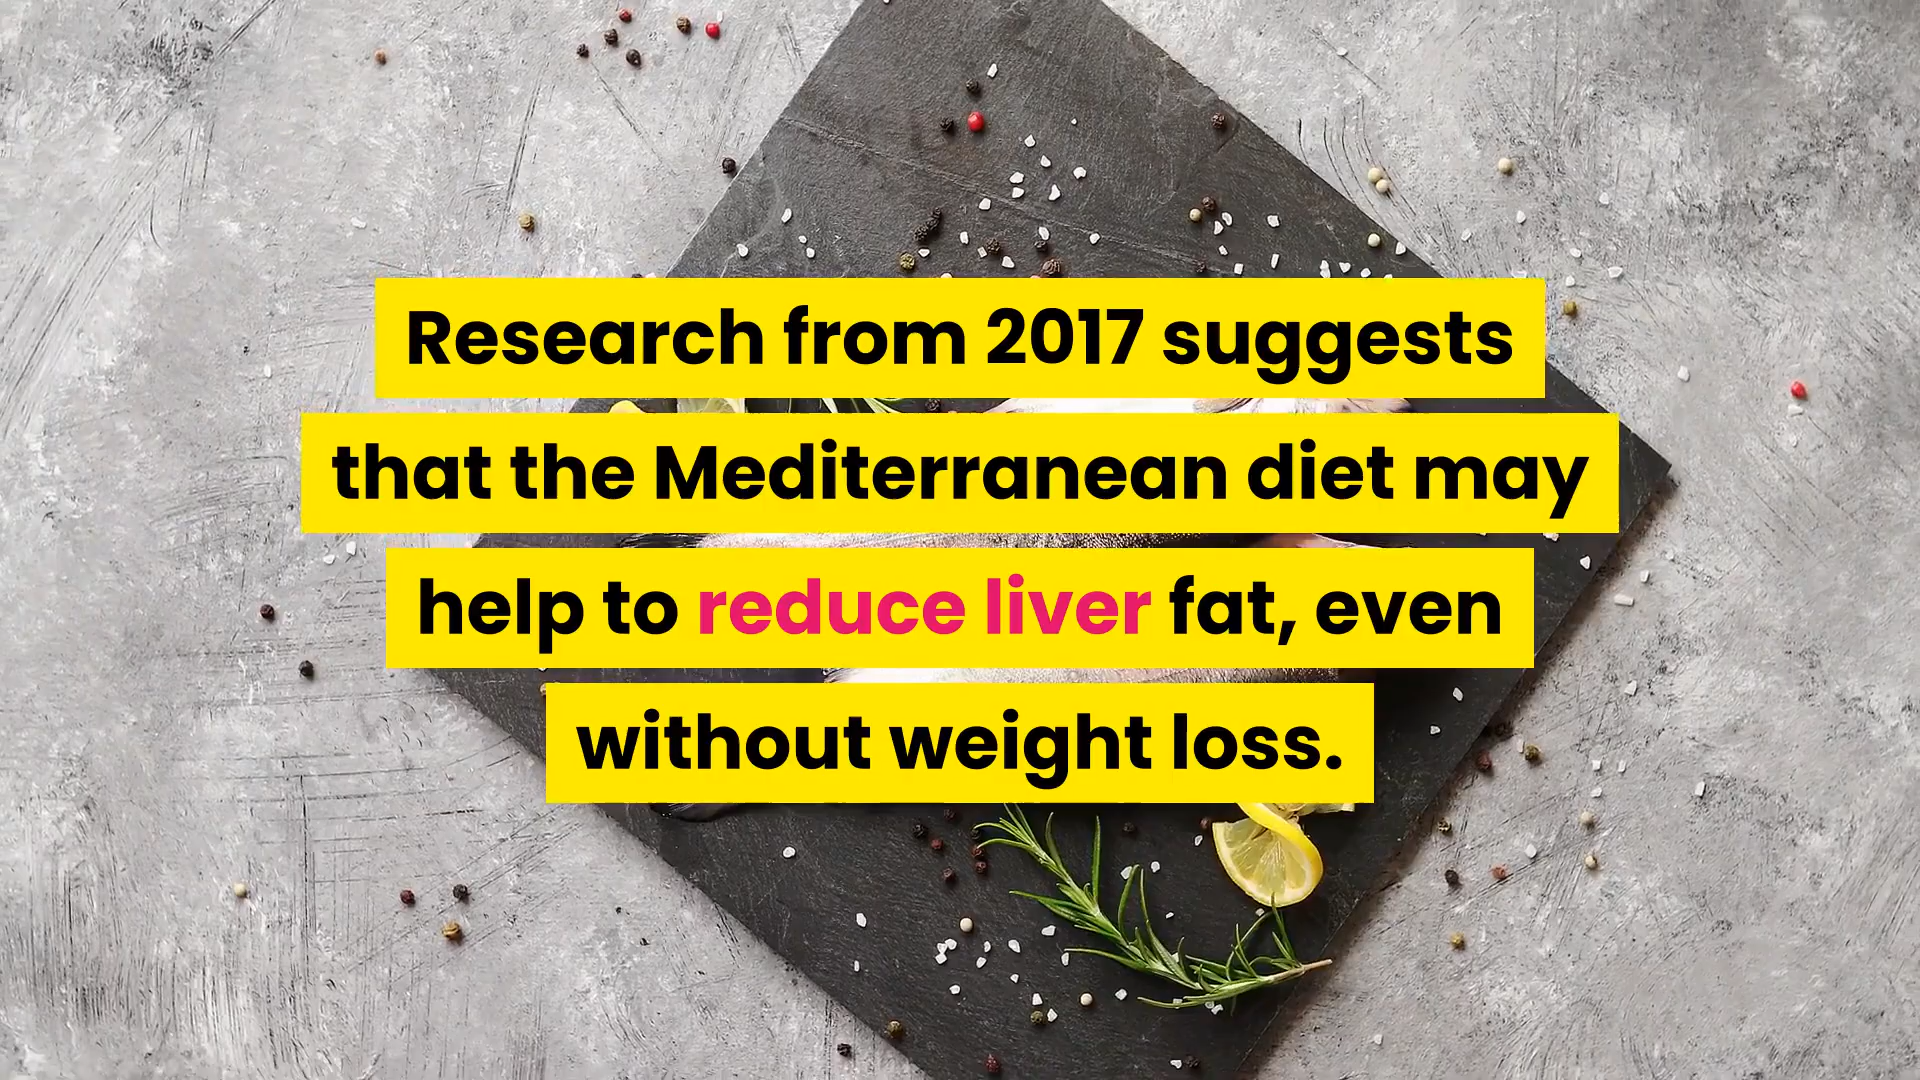 Research from 2017 suggests
that the Mediterranean diet may
help to reduce liver fat, even
without weight loss.